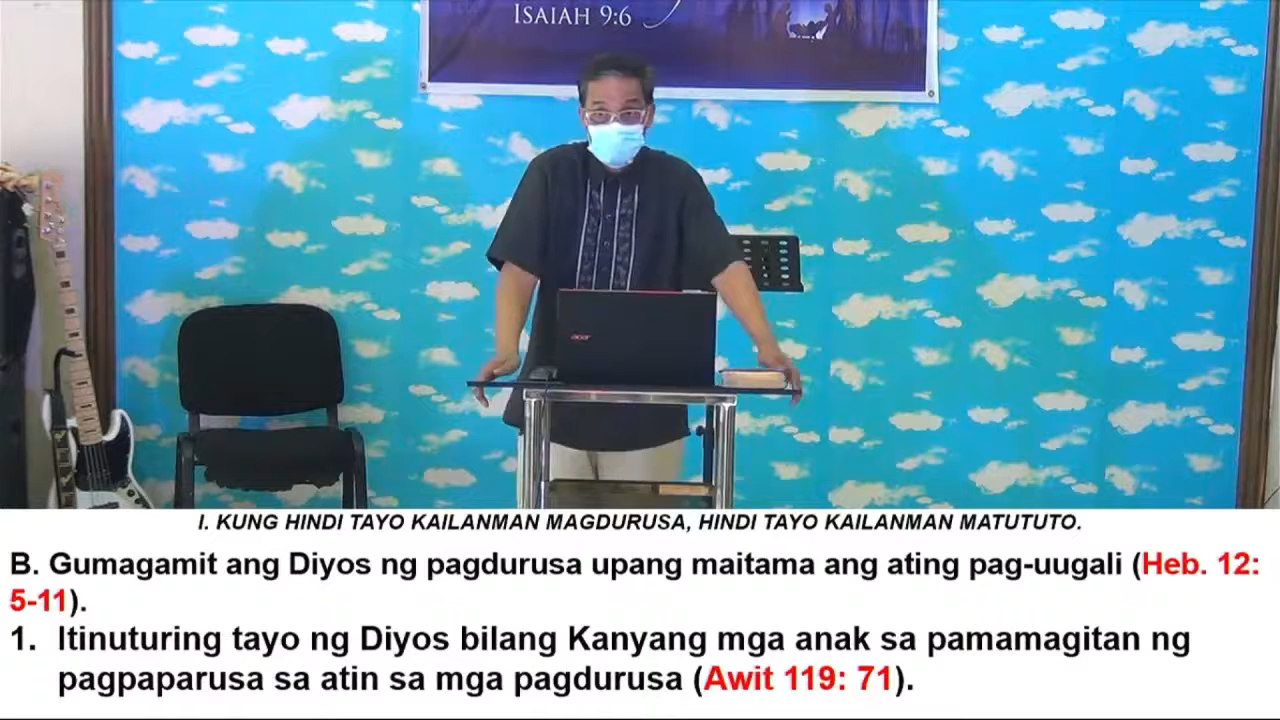 ISAIAH 9:6
acer
I. KUNG HINDI TAYO KAILANMAN MAGDURUSA, HINDI TAYO KAILANMAN MATUTUTO.
B. Gumagamit ang Diyos ng pagdurusa upang maitama ang ating pag-uugali (Heb. 12:
5-11).
1. Itinuturing tayo ng Diyos bilang Kanyang mga anak sa pamamagitan ng
pagpaparusa sa atin sa mga pagdurusa (Awit 119: 71).